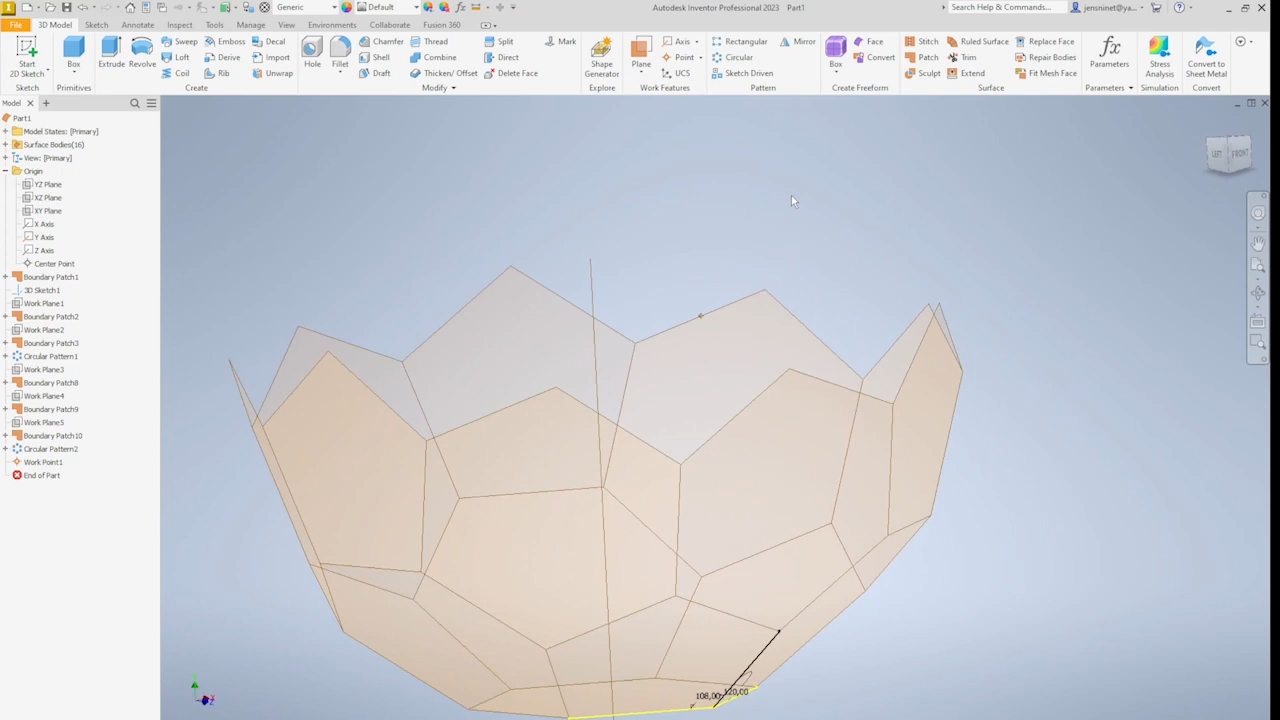 Generic
Default
Autodesk Inventor Professional 2023 Part1
Search Help & Commands...
jensninet@ya...
File
3D Model
Sketch
Annotate
Inspect
Tools
Manage
View
Environments
Collaborate
Fusion 360
Start
2D Sketch
Box
Extrude
Revolve
Sweep
Emboss
Decal
Loft
Derive
Import
Coil
Rib
Unwrap
Hole
Fillet
Chamfer
Thread
Split
Mark
Shell
Combine
Direct
Draft
Thicken/ Offset
Delete Face
Shape
Generator
Plane
Axis
Point
UCS
Rectangular
Mirror
Circular
Sketch Driven
Box
Face
Convert
Stitch
Ruled Surface
Replace Face
Patch
Trim
Repair Bodies
Sculpt
Extend
Fit Mesh Face
fx
Parameters
Stress
Analysis
Convert to
Sheet Metal
Sketch
Primitives
Create
Modify
Explore
Work Features
Pattern
Create Freeform
Surface
Parameters
Simulation
Convert
Model
Part1
Model States: [Primary]
Surface Bodies(16)
View: [Primary]
Origin
YZ Plane
XZ Plane
XY Plane
X Axis
Y Axis
Z Axis
Center Point
Boundary Patch1
3D Sketch1
Work Plane1
Boundary Patch2
Work Plane2
Boundary Patch3
Circular Pattern1
Work Plane3
Boundary Patch8
Work Plane4
Boundary Patch9
Work Plane5
Boundary Patch10
Circular Pattern2
Work Point1
End of Part
LEFT
FRONT
108,00
120,00